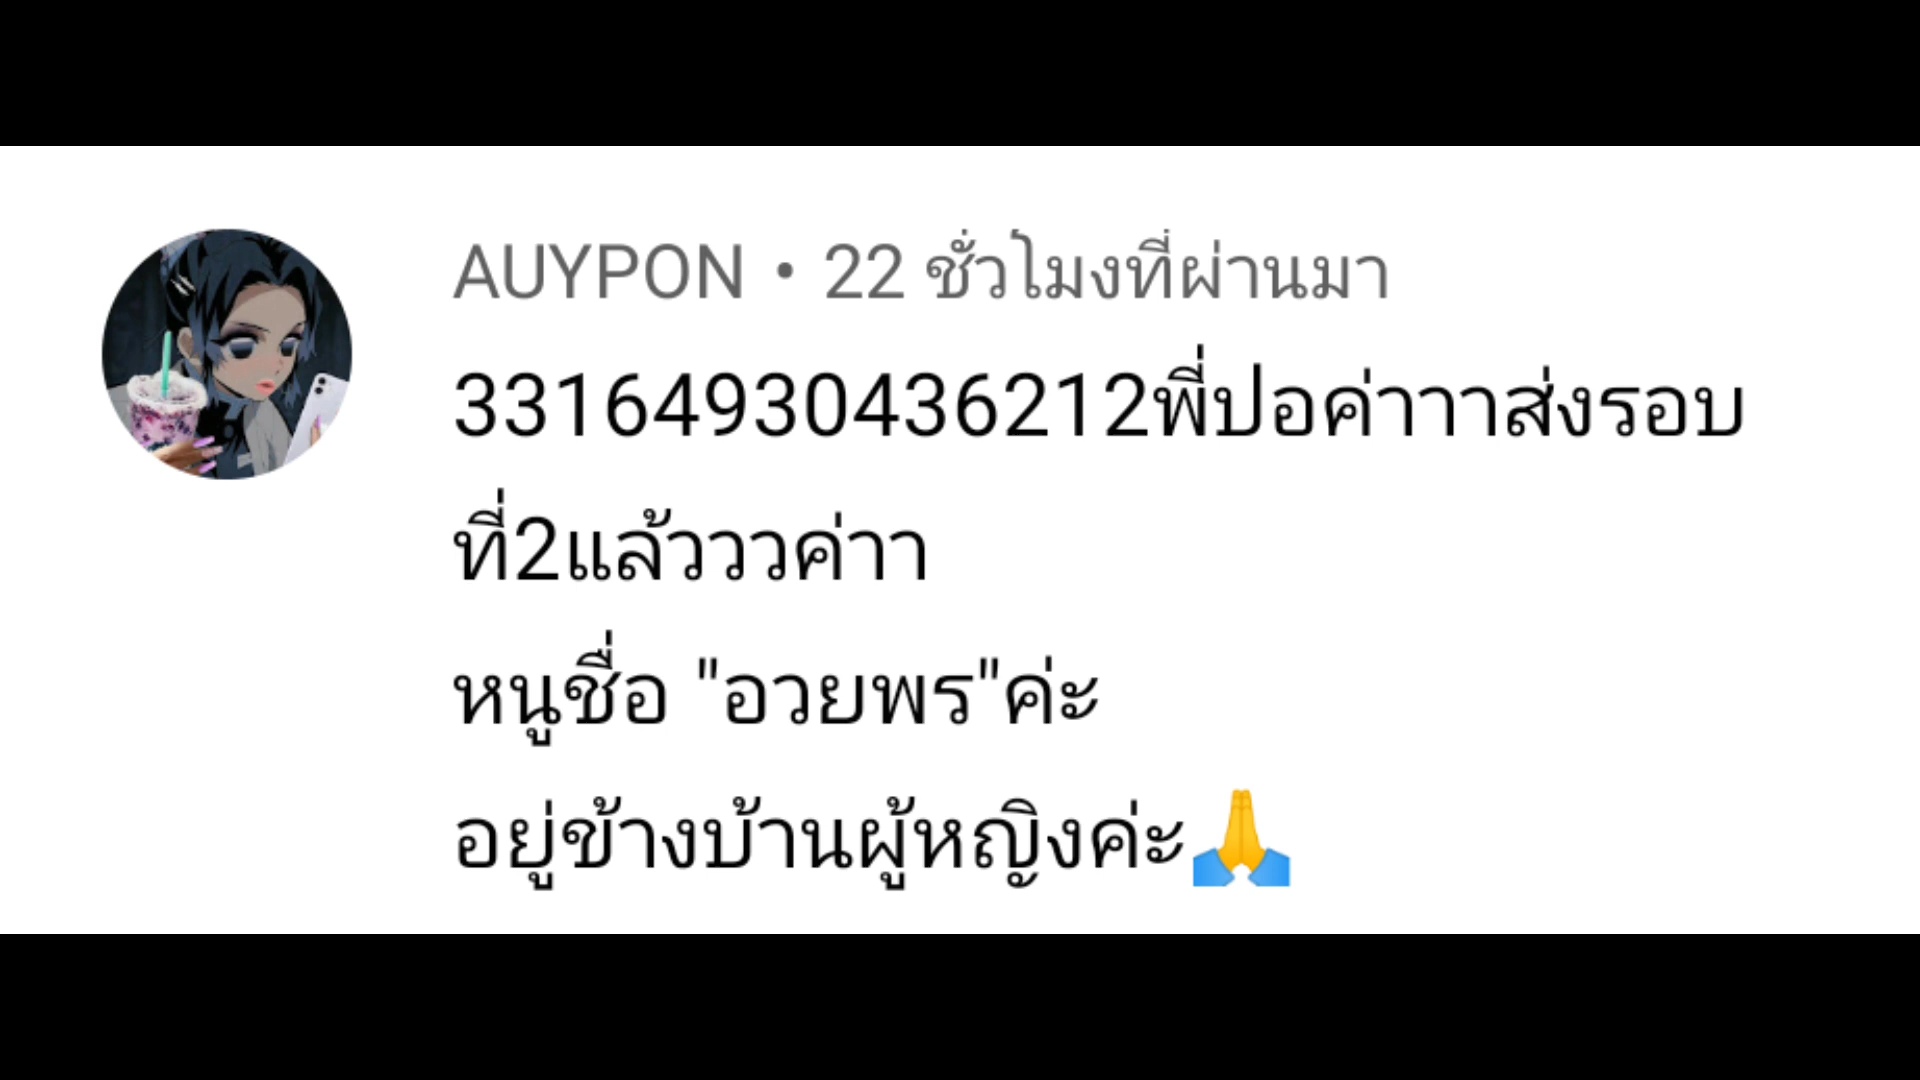 AUYPON • 22 ชั่วโมงที่ผ่านมา
33164930436212พี่ปอค่าาาส่งรอบ
ที่2แล้วววค่าา
หนูชื่อ "อวยพร"ค่ะ
อยู่ข้างบ้านผู้หญิงค่ะ🙏